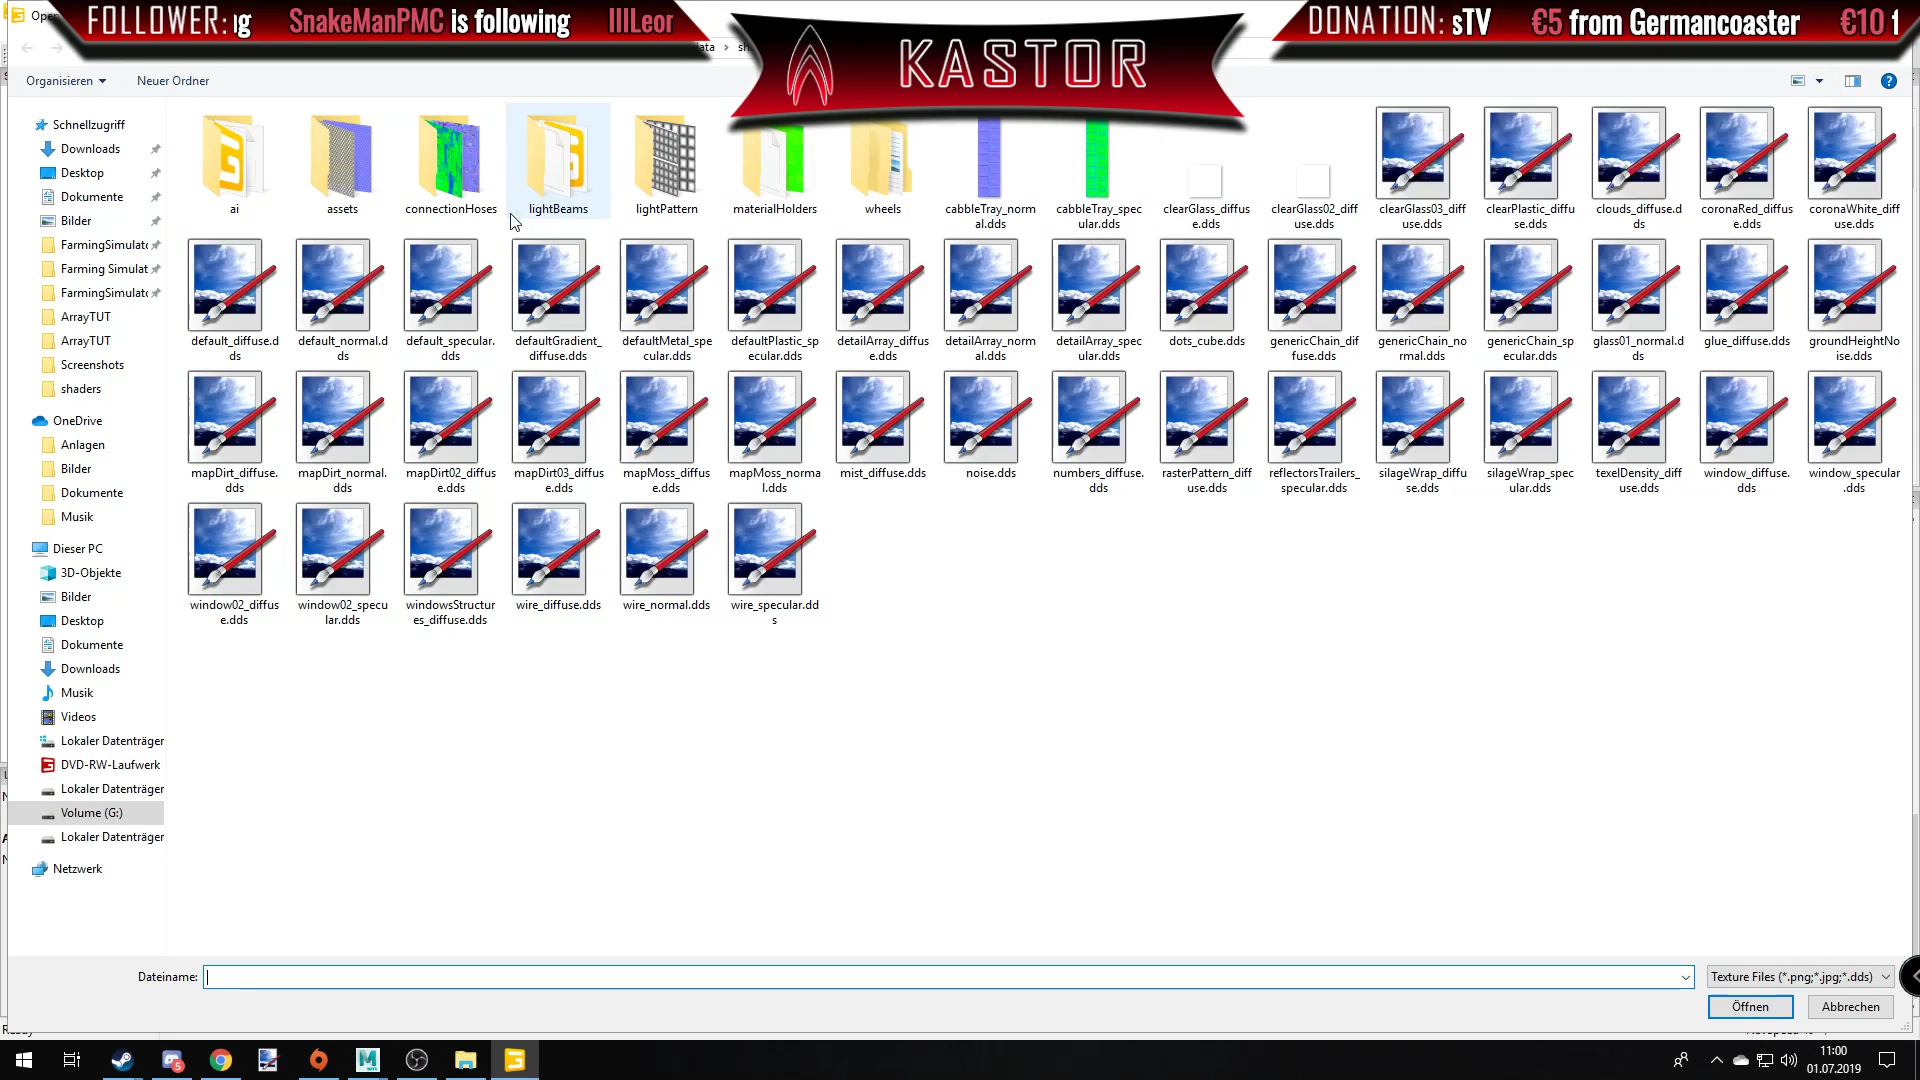 FOLLOWER:
SnakeManPMC is following
IIIILeor
KASTOR
DONATION: sTV
€5 from Germancoaster
€10
Organisieren
Neuer Ordner
Schnellzugriff
Downloads
Desktop
Dokumente
Bilder
FarmingSimulato
Farming Simulat
FarmingSimulato
ArrayTUT
ArrayTUT
Screenshots
shaders
OneDrive
Anlagen
Bilder
Dokumente
Musik
Dieser PC
3D-Objekte
Bilder
Desktop
Dokumente
Downloads
Musik
Videos
Lokaler Datenträger
DVD-RW-Laufwerk
Lokaler Datenträger
Volume (G:)
Lokaler Datenträger
Netzwerk
ai
assets
connectionHoses
lightBeams
lightPattern
materialHolders
wheels
cabbleTray_norm
al.dds
cabbleTray_spec
ular.dds
clearGlass_diffus
e.dds
clearGlass02_diff
use.dds
clearGlass03_diff
use.dds
clearPlastic_diffu
se.dds
clouds_diffuse.d
ds
coronaRed_diffus
e.dds
coronaWhite_diff
use.dds
default_diffuse.d
ds
default_normal.d
ds
default_specular.
dds
defaultGradient_
diffuse.dds
defaultMetal_spe
cular.dds
defaultPlastic_sp
ecular.dds
detailArray_diffus
e.dds
detailArray_norm
al.dds
detailArray_spec
ular.dds
dots_cube.dds
genericChain_dif
fuse.dds
genericChain_no
rmal.dds
genericChain_sp
ecular.dds
glass01_normal.d
ds
glue_diffuse.dds
groundHeightNo
ise.dds
mapDirt_diffuse.
dds
mapDirt_normal.
dds
mapDirt02_diffus
e.dds
mapDirt03_diffus
e.dds
mapMoss_diffus
e.dds
mapMoss_norma
l.dds
mist_diffuse.dds
noise.dds
numbers_diffuse.
dds
rasterPattern_diff
use.dds
reflectorsTrailers_
specular.dds
silageWrap_diffu
se.dds
silageWrap_spec
ular.dds
texelDensity_diff
use.dds
window_diffuse.
dds
window_specular
.dds
window02_diffus
e.dds
window02_specu
lar.dds
windowsStructur
es_diffuse.dds
wire_diffuse.dds
wire_normal.dds
wire_specular.dd
s
Dateiname:
Texture Files (*.png;*.jpg;*.dds)
Öffnen
Abbrechen
11:00
01.07.2019